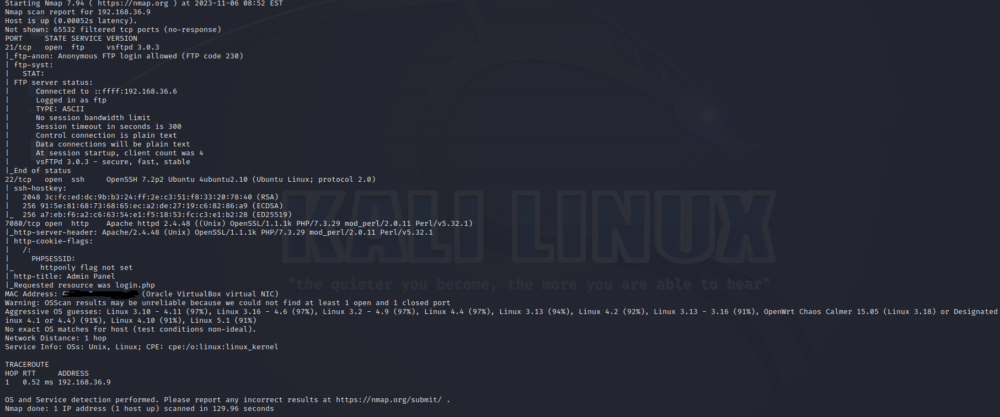 Starting Nmap 7.94 ( https://nmap.org ) at 2023-11-06 08:52 EST
Nmap scan report for 192.168.36.9
Host is up (0.00052s latency).
Not shown: 65532 filtered tcp ports (no-response)
PORT     STATE SERVICE VERSION
21/tcp   open  ftp     vsftpd 3.0.3
|_ftp-anon: Anonymous FTP login allowed (FTP code 230)
| ftp-syst:
|   STAT:
| FTP server status:
|      Connected to ::ffff:192.168.36.6
|      Logged in as ftp
|      TYPE: ASCII
|      No session bandwidth limit
|      Session timeout in seconds is 300
|      Control connection is plain text
|      Data connections will be plain text
|      At session startup, client count was 4
|      vsFTPd 3.0.3 - secure, fast, stable
|_End of status
22/tcp   open  ssh     OpenSSH 7.2p2 Ubuntu 4ubuntu2.10 (Ubuntu Linux; protocol 2.0)
| ssh-hostkey:
|   2048 3c:fc:ed:dc:9b:b3:24:ff:2e:c3:51:f8:33:20:78:40 (RSA)
|   256 91:5e:81:68:73:68:65:ec:a2:de:27:19:c6:82:86:a9 (ECDSA)
|_  256 a7:eb:f6:a2:c6:63:54:e1:f5:18:53:fc:c3:e1:b2:28 (ED25519)
7080/tcp open  http    Apache httpd 2.4.48 ((Unix) OpenSSL/1.1.1k PHP/7.3.29 mod_perl/2.0.11 Perl/v5.32.1)
|_http-server-header: Apache/2.4.48 (Unix) OpenSSL/1.1.1k PHP/7.3.29 mod_perl/2.0.11 Perl/v5.32.1
| http-cookie-flags:
|   /:
|     PHPSESSID:
|_      httponly flag not set
| http-title: Admin Panel
|_Requested resource was login.php
MAC Address: (Oracle VirtualBox virtual NIC)
Warning: OSScan results may be unreliable because we could not find at least 1 open and 1 closed port
Aggressive OS guesses: Linux 3.10 - 4.11 (97%), Linux 3.16 - 4.6 (97%), Linux 3.2 - 4.9 (97%), Linux 4.4 (97%), Linux 3.13 (94%), Linux 4.2 (92%), Linux 3.13 - 3.16 (91%), OpenWrt Chaos Calmer 15.05 (Linux 3.18) or Designated
inux 4.1 or 4.4) (91%), Linux 4.10 (91%), Linux 5.1 (91%)
No exact OS matches for host (test conditions non-ideal).
Network Distance: 1 hop
Service Info: OSs: Unix, Linux; CPE: cpe:/o:linux:linux_kernel
TRACEROUTE
HOP RTT     ADDRESS
1   0.52 ms 192.168.36.9
OS and Service detection performed. Please report any incorrect results at https://nmap.org/submit/ .
Nmap done: 1 IP address (1 host up) scanned in 129.96 seconds
KALI LINUX
"the quieter you become, the more you are able to hear"